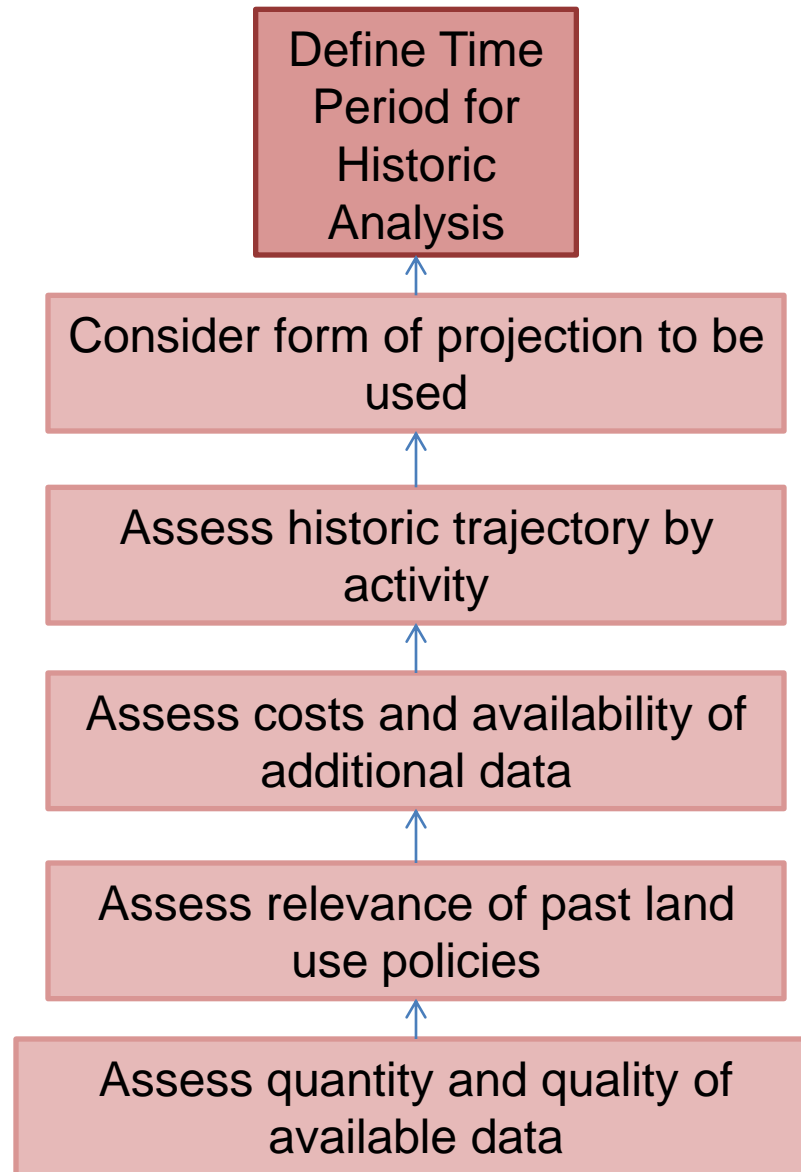 Define Time
Period for
Historic
Analysis
Consider form of projection to be
used
Assess historic trajectory by
activity
Assess costs and availability of
additional data
Assess relevance of past land
use policies
Assess quantity and quality of
available data